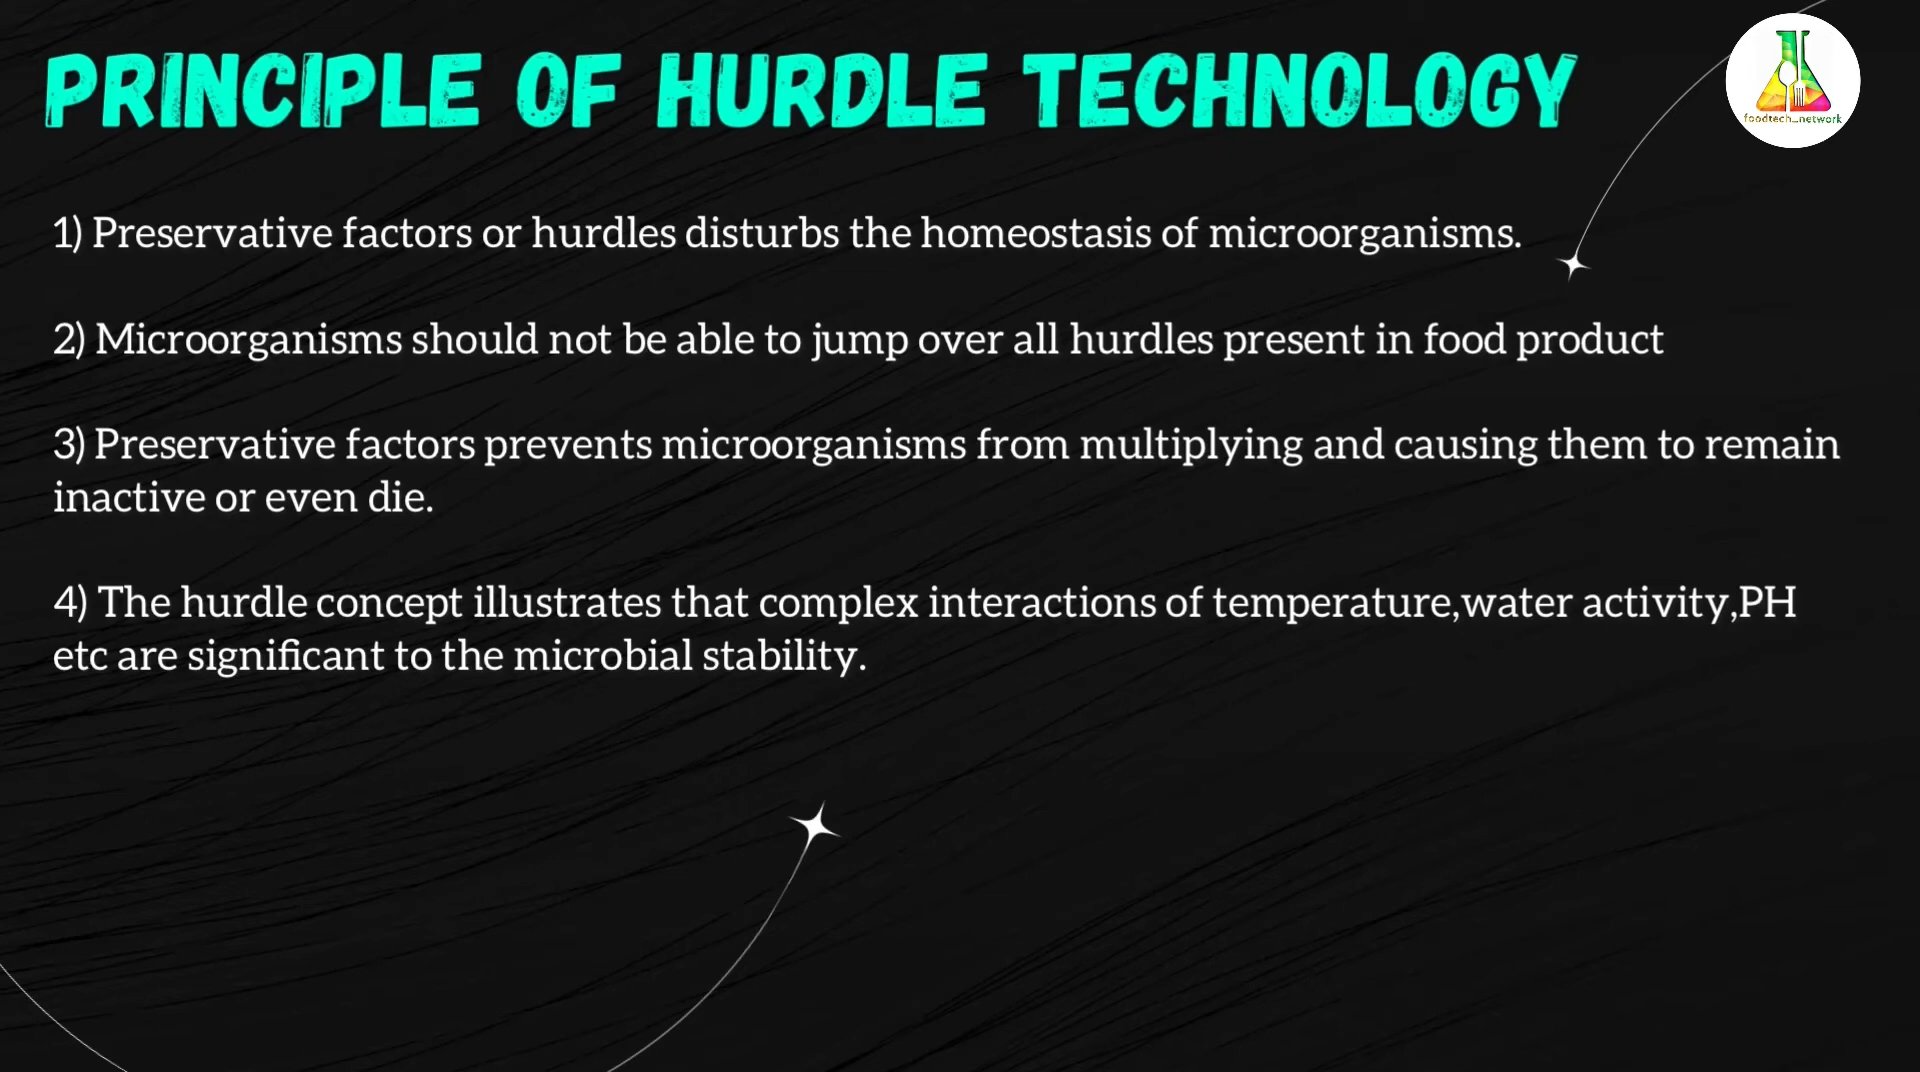 PRINCIPLE OF HURDLE TECHNOLOGY
foodtech_network
1) Preservative factors or hurdles disturbs the homeostasis of microorganisms.
2) Microorganisms should not be able to jump over all hurdles present in food product
3) Preservative factors prevents microorganisms from multiplying and causing them to remain
inactive or even die.
4) The hurdle concept illustrates that complex interactions of temperature,water activity,PH
etc are significant to the microbial stability.